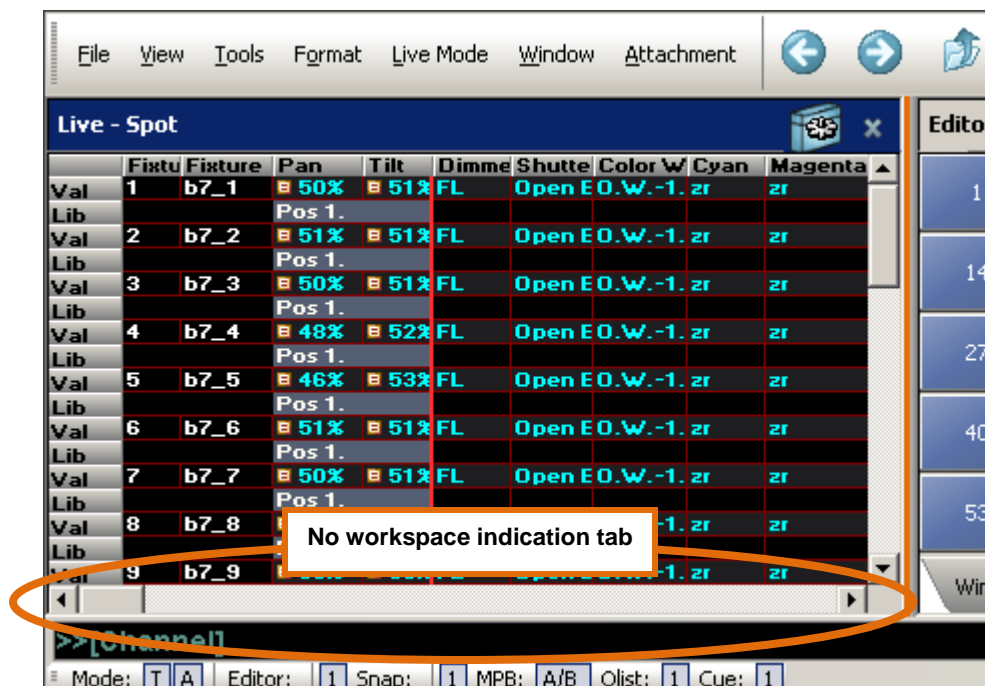 File View Tools Format Live Mode Window Attachment
Live - Spot
Edito
Fixtu Fixture Pan Tilt Dimme Shutte Color W Cyan Magenta
Val 1 b7_1 50% 51% FL Open E O.W.-1. zr zr
Lib Pos 1.
Val 2 b7_2 51% 51% FL Open E O.W.-1. zr zr
Lib Pos 1.
Val 3 b7_3 50% 51% FL Open E O.W.-1. zr zr
Lib Pos 1.
Val 4 b7_4 48% 52% FL Open E O.W.-1. zr zr
Lib Pos 1.
Val 5 b7_5 46% 53% FL Open E O.W.-1. zr zr
Lib Pos 1.
Val 6 b7_6 51% 51% FL Open E O.W.-1. zr zr
Lib Pos 1.
Val 7 b7_7 50% 51% FL Open E O.W.-1. zr zr
Lib Pos 1.
Val 8 b7_8 -1. zr zr
Lib
Val 9 b7_9 FL -1. zr zr
1
14
27
40
53
Win
No workspace indication tab
>>[Channel]
Mode: T A Editor: 1 Snap: 1 MPB: A/B Qlist: 1 Cue: 1